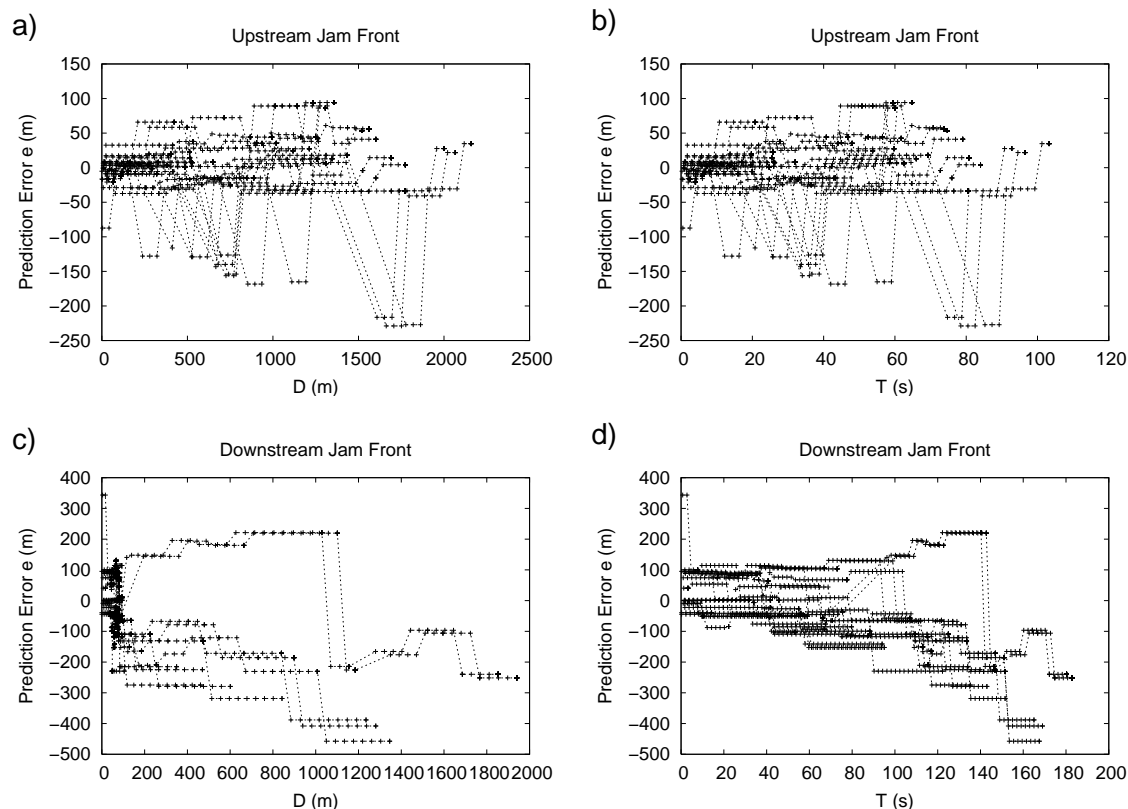 a)
Upstream Jam Front
Prediction Error e (m)
150
100
50
0
−50
−100
−150
−200
−250
0 500 1000 1500 2000 2500
D (m)
b)
Upstream Jam Front
Prediction Error e (m)
150
100
50
0
−50
−100
−150
−200
−250
0 20 40 60 80 100 120
T (s)
c)
Downstream Jam Front
Prediction Error e (m)
400
300
200
100
0
−100
−200
−300
−400
−500
0 200 400 600 800 1000 1200 1400 1600 1800 2000
D (m)
d)
Downstream Jam Front
Prediction Error e (m)
400
300
200
100
0
−100
−200
−300
−400
−500
0 20 40 60 80 100 120 140 160 180 200
T (s)